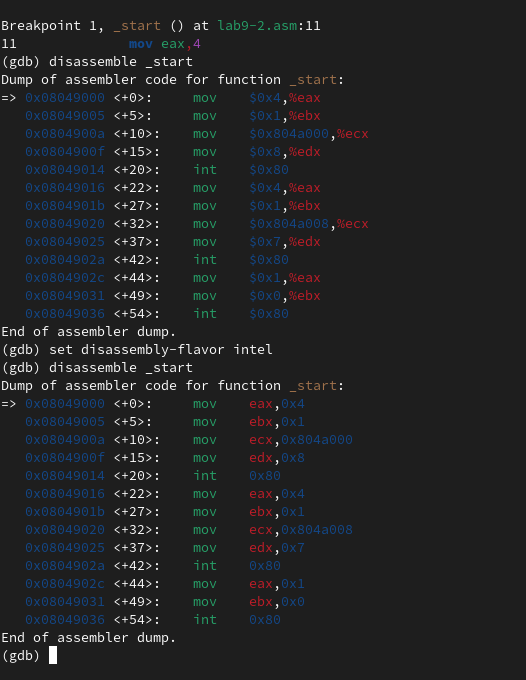 Breakpoint 1, _start () at lab9-2.asm:11
11              mov eax,4
(gdb) disassemble _start
Dump of assembler code for function _start:
=> 0x08049000 <+0>:     mov    $0x4,%eax
   0x08049005 <+5>:     mov    $0x1,%ebx
   0x0804900a <+10>:    mov    $0x804a000,%ecx
   0x0804900f <+15>:    mov    $0x8,%edx
   0x08049014 <+20>:    int    $0x80
   0x08049016 <+22>:    mov    $0x4,%eax
   0x0804901b <+27>:    mov    $0x1,%ebx
   0x08049020 <+32>:    mov    $0x804a008,%ecx
   0x08049025 <+37>:    mov    $0x7,%edx
   0x0804902a <+42>:    int    $0x80
   0x0804902c <+44>:    mov    $0x1,%eax
   0x08049031 <+49>:    mov    $0x0,%ebx
   0x08049036 <+54>:    int    $0x80
End of assembler dump.
(gdb) set disassembly-flavor intel
(gdb) disassemble _start
Dump of assembler code for function _start:
=> 0x08049000 <+0>:     mov    eax,0x4
   0x08049005 <+5>:     mov    ebx,0x1
   0x0804900a <+10>:    mov    ecx,0x804a000
   0x0804900f <+15>:    mov    edx,0x8
   0x08049014 <+20>:    int    0x80
   0x08049016 <+22>:    mov    eax,0x4
   0x0804901b <+27>:    mov    ebx,0x1
   0x08049020 <+32>:    mov    ecx,0x804a008
   0x08049025 <+37>:    mov    edx,0x7
   0x0804902a <+42>:    int    0x80
   0x0804902c <+44>:    mov    eax,0x1
   0x08049031 <+49>:    mov    ebx,0x0
   0x08049036 <+54>:    int    0x80
End of assembler dump.
(gdb)